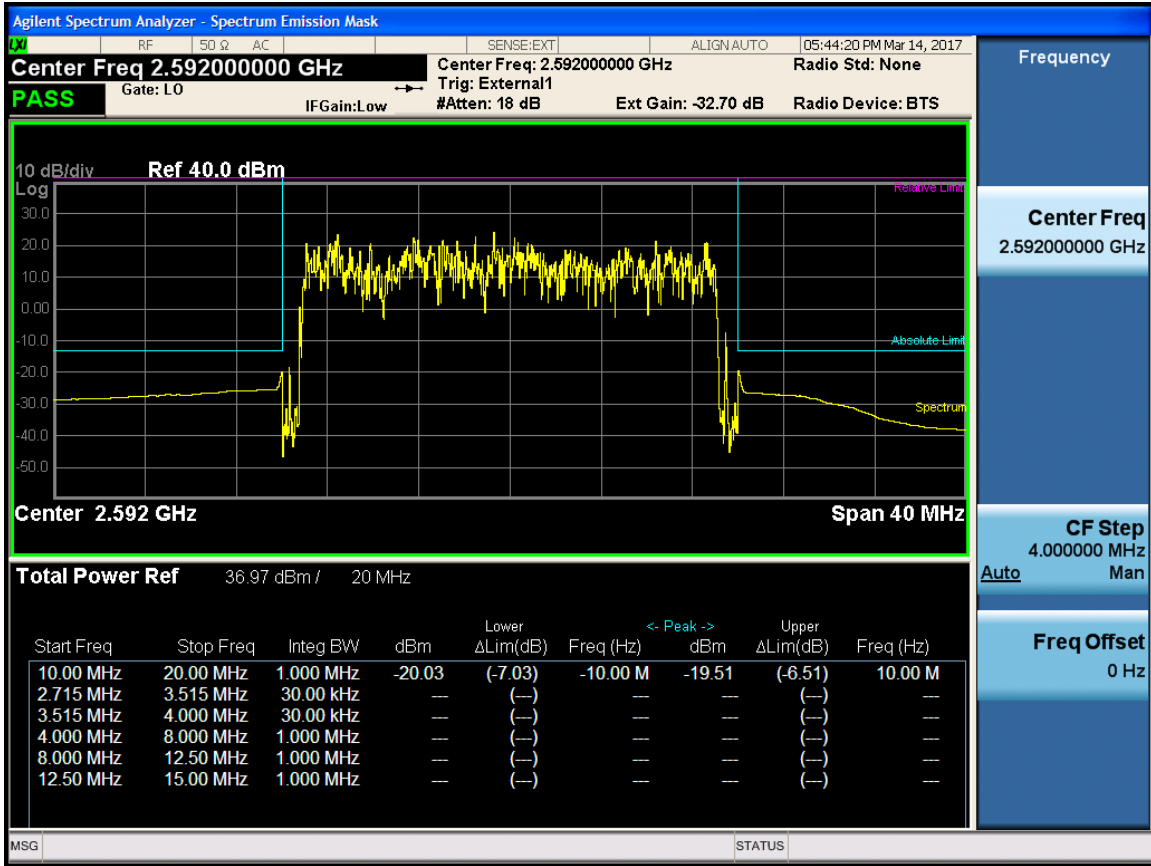 Agilent Spectrum Analyzer - Spectrum Emission Mask
LXI RF 50 Ω AC SENSE:EXT ALIGN AUTO 05:44:20 PM Mar 14, 2017
Center Freq 2.592000000 GHz
Center Freq: 2.592000000 GHz
Radio Std: None
PASS
Gate: LO
Trig: External1
IFGain:Low
#Atten: 18 dB
Ext Gain: -32.70 dB
Radio Device: BTS
10 dB/div Ref 40.0 dBm
Log
Relative Limit
30.0
20.0
10.0
0.00
-10.0
Absolute Limit
-20.0
-30.0
Spectrum
-40.0
-50.0
Center 2.592 GHz Span 40 MHz
Total Power Ref 36.97 dBm / 20 MHz
Lower <- Peak -> Upper
Start Freq Stop Freq Integ BW dBm ΔLim(dB) Freq (Hz) dBm ΔLim(dB) Freq (Hz)
10.00 MHz 20.00 MHz 1.000 MHz -20.03 (-7.03) -10.00 M -19.51 (-6.51) 10.00 M
2.715 MHz 3.515 MHz 30.00 kHz --- (---) --- --- (---) ---
3.515 MHz 4.000 MHz 30.00 kHz --- (---) --- --- (---) ---
4.000 MHz 8.000 MHz 1.000 MHz --- (---) --- --- (---) ---
8.000 MHz 12.50 MHz 1.000 MHz --- (---) --- --- (---) ---
12.50 MHz 15.00 MHz 1.000 MHz --- (---) --- --- (---) ---
MSG STATUS
Frequency
Center Freq
2.592000000 GHz
CF Step
4.000000 MHz
Auto Man
Freq Offset
0 Hz